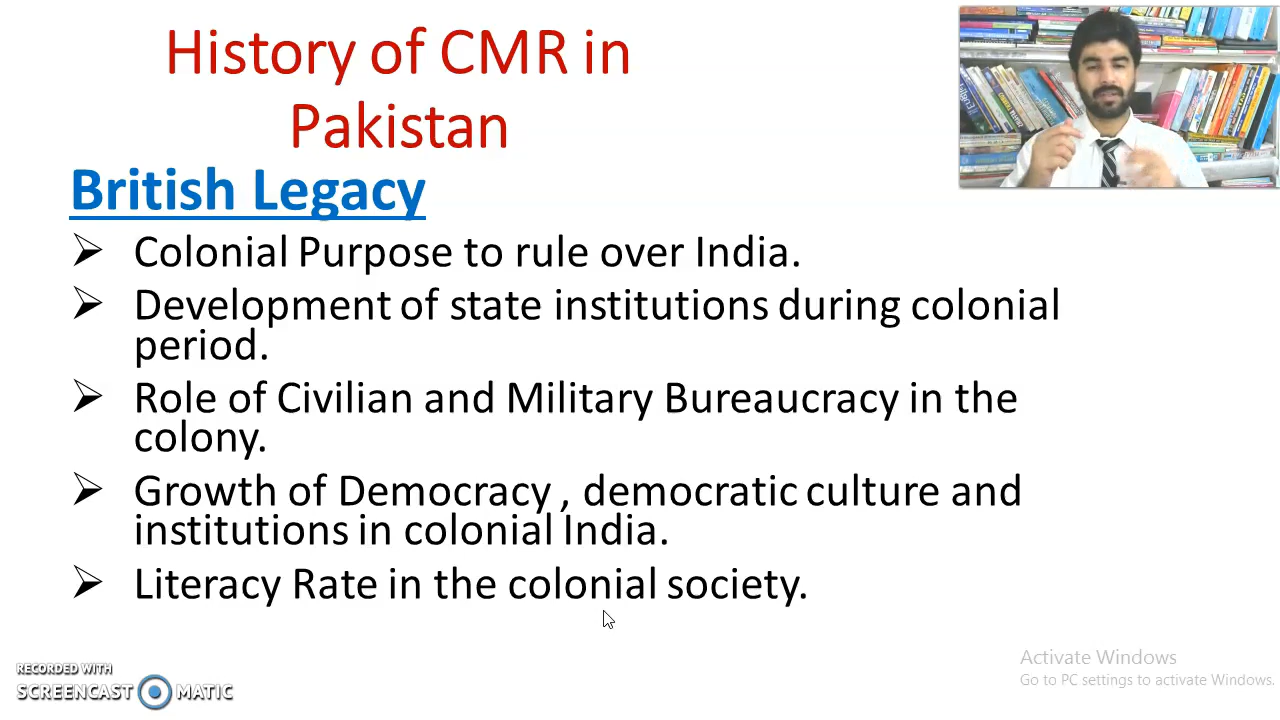 History of CMR in
Pakistan
British Legacy
➢ Colonial Purpose to rule over India.
➢ Development of state institutions during colonial
period.
➢ Role of Civilian and Military Bureaucracy in the
colony.
➢ Growth of Democracy , democratic culture and
institutions in colonial India.
➢ Literacy Rate in the colonial society.
RECORDED WITH
SCREENCAST MATIC
Activate Windows
Go to PC settings to activate Windows.